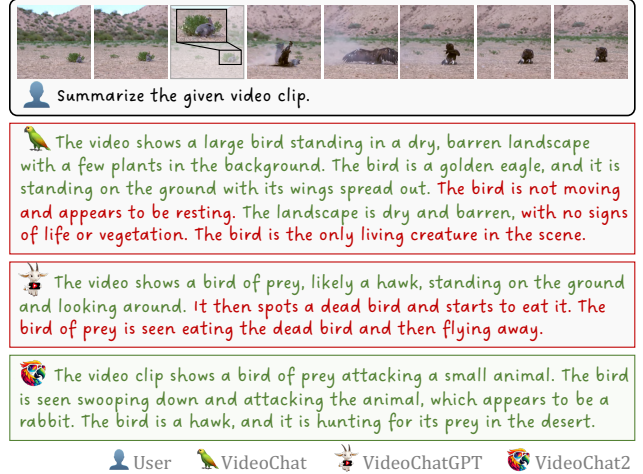 Summarize the given video clip.
The video shows a large bird standing in a dry, barren landscape
with a few plants in the background. The bird is a golden eagle, and it is
standing on the ground with its wings spread out. The bird is not moving
and appears to be resting. The landscape is dry and barren, with no signs
of life or vegetation. The bird is the only living creature in the scene.
The video shows a bird of prey, likely a hawk, standing on the ground
and looking around. It then spots a dead bird and starts to eat it. The
bird of prey is seen eating the dead bird and then flying away.
The video clip shows a bird of prey attacking a small animal. The bird
is seen swooping down and attacking the animal, which appears to be a
rabbit. The bird is a hawk, and it is hunting for its prey in the desert.
User VideoChat VideoChatGPT VideoChat2